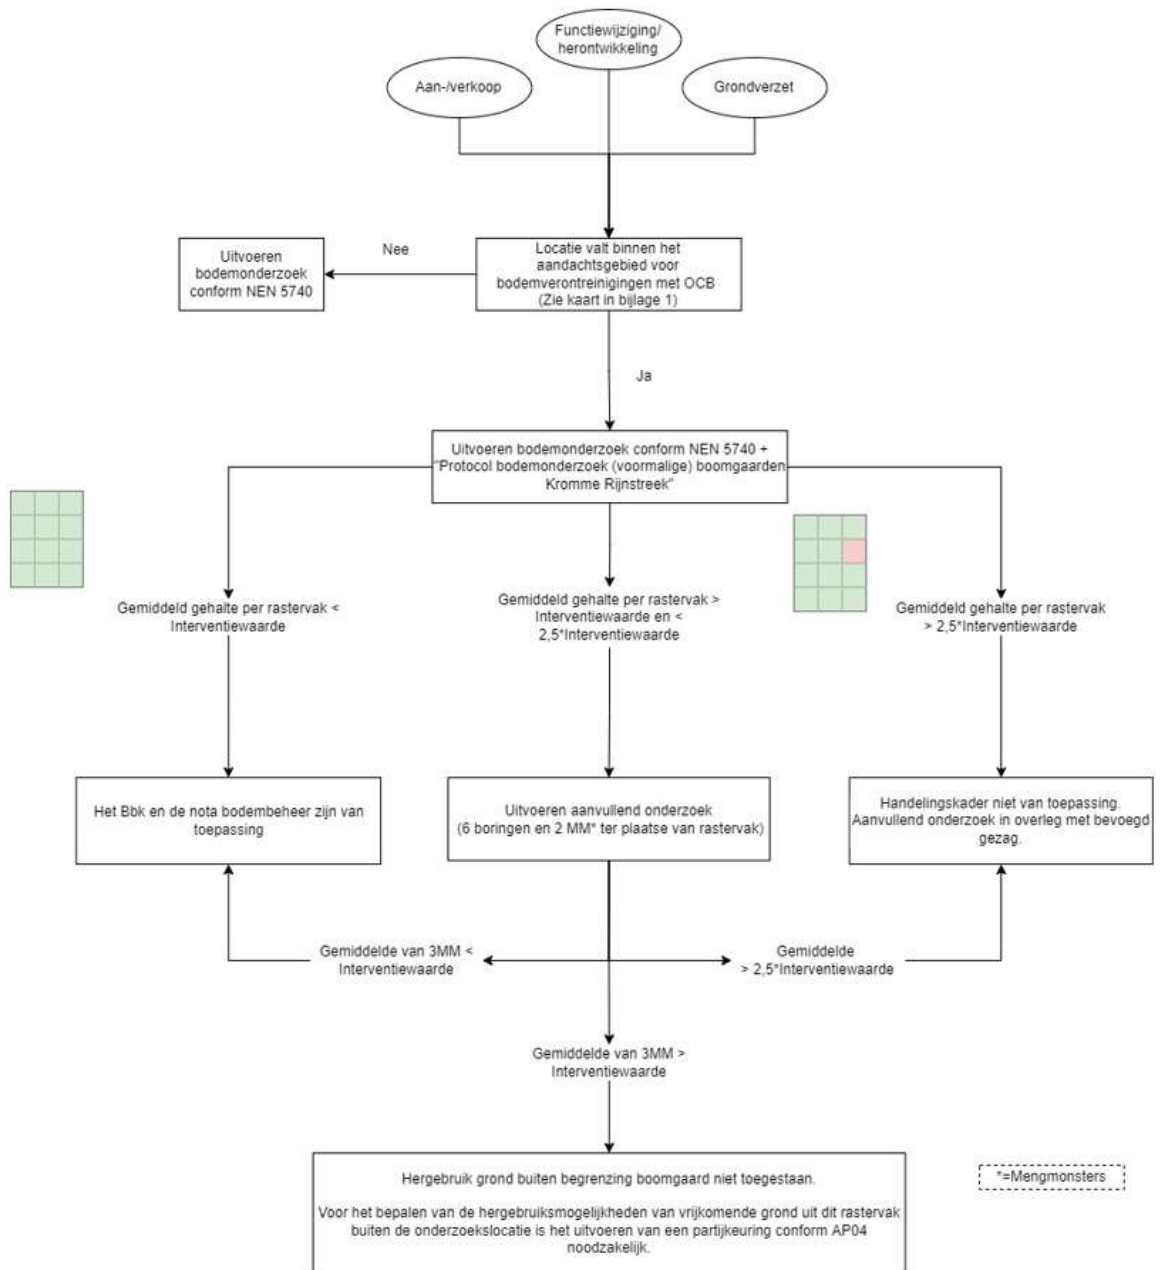 Functiewijziging/
herontwikkeling
Aan-/verkoop
Grondverzet
Nee
Uitvoeren
bodemonderzoek
conform NEN 5740
Locatie valt binnen het
aandachtsgebied voor
bodemverontreinigingen met OCB
(Zie kaart in bijlage 1)
Ja
Uitvoeren bodemonderzoek conform NEN 5740 +
"Protocol bodemonderzoek (voormalige) boomgaarden
Kromme Rijnstreek"
Gemiddeld gehalte per rastervak <
Interventiewaarde
Gemiddeld gehalte per rastervak >
Interventiewaarde en <
2,5*Interventiewaarde
Gemiddeld gehalte per rastervak
> 2,5*Interventiewaarde
Het Bbk en de nota bodembeheer zijn van
toepassing
Uitvoeren aanvullend onderzoek
(6 boringen en 2 MM* ter plaatse van rastervak)
Handelingskader niet van toepassing.
Aanvullend onderzoek in overleg met bevoegd
gezag.
Gemiddelde van 3MM <
Interventiewaarde
Gemiddelde
> 2,5*Interventiewaarde
Gemiddelde van 3MM >
Interventiewaarde
Hergebruik grond buiten begrenzing boomgaard niet toegestaan.
Voor het bepalen van de hergebruiksmogelijkheden van vrijkomende grond uit dit rastervak
buiten de onderzoekslocatie is het uitvoeren van een partijkeuring conform AP04
noodzakelijk.
*=Mengmonsters